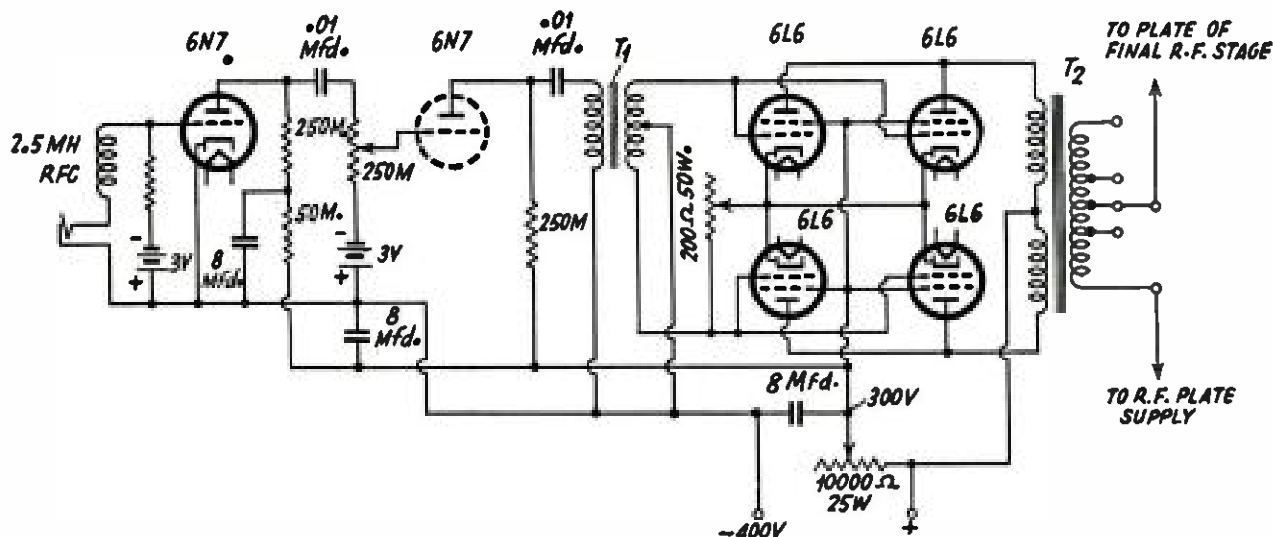 6N7
.01
Mfd.
6N7
.01
Mfd.
T1
6L6
6L6
TO PLATE OF
FINAL R.F. STAGE
T2
2.5 MH
RFC
250M
250M
50M.
250M
200Ω 50W.
6L6
6L6
-
3V
+
8
Mfd.
-
3V
+
8
Mfd.
8 Mfd.
300V
TO R.F. PLATE
SUPPLY
10000 Ω
25W
-400V
+